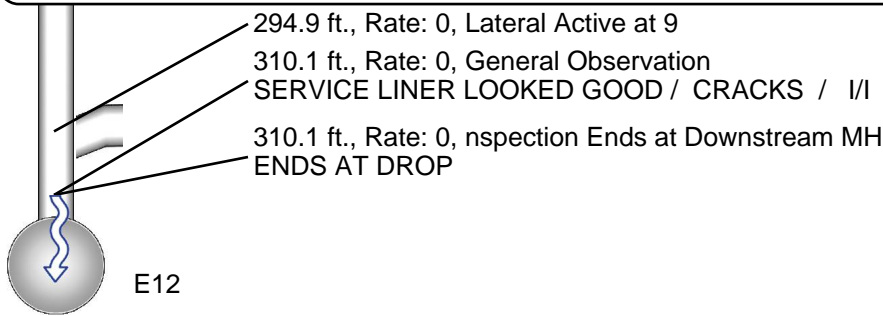 294.9 ft., Rate: 0, Lateral Active at 9
310.1 ft., Rate: 0, General Observation
SERVICE LINER LOOKED GOOD / CRACKS / I/I
310.1 ft., Rate: 0, nspection Ends at Downstream MH
ENDS AT DROP
E12